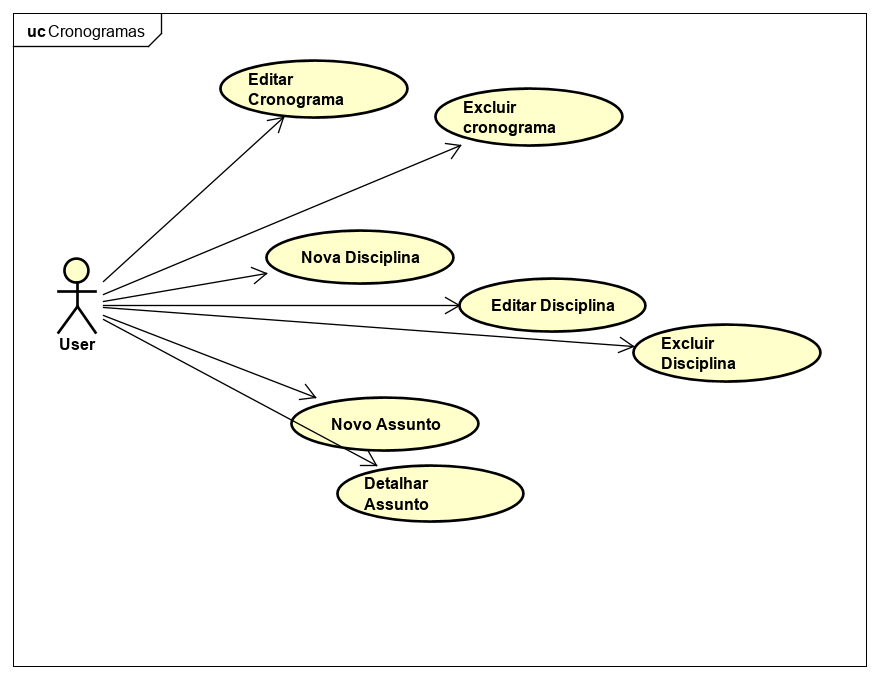 uc Cronogramas
Editar
Cronograma
Excluir
cronograma
Nova Disciplina
Editar Disciplina
Excluir
Disciplina
User
Novo Assunto
Detalhar
Assunto